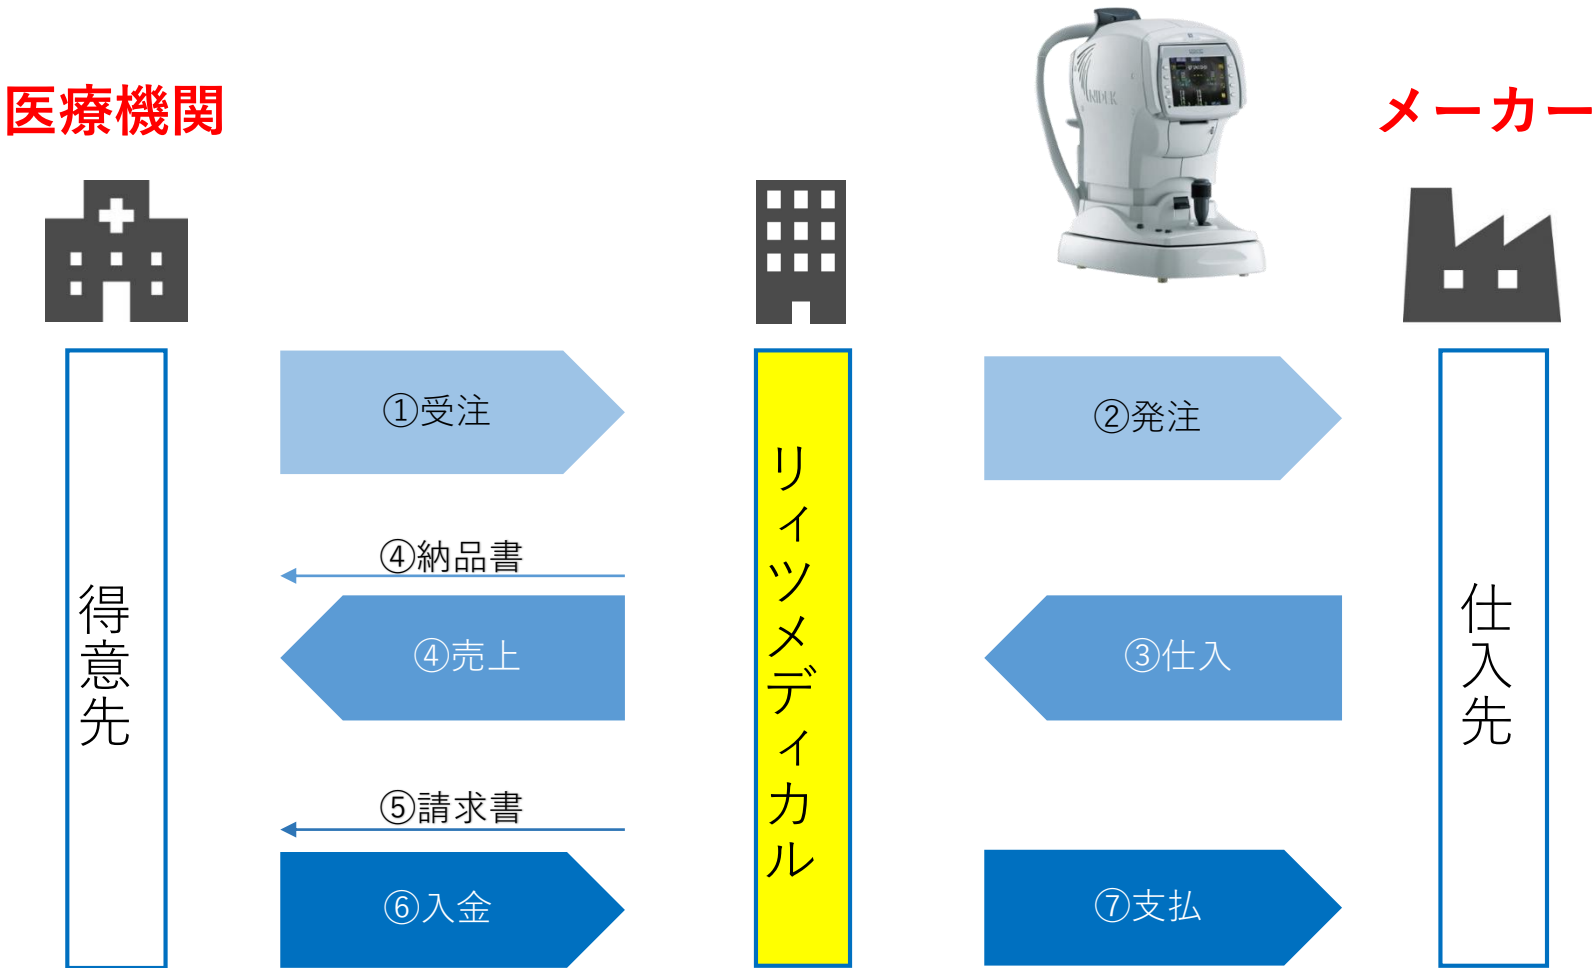 医療機関
メーカー
NIDEK
①受注
②発注
④納品書
④売上
③仕入
⑤請求書
⑥入金
⑦支払
得意先
リィツメディカル
仕入先